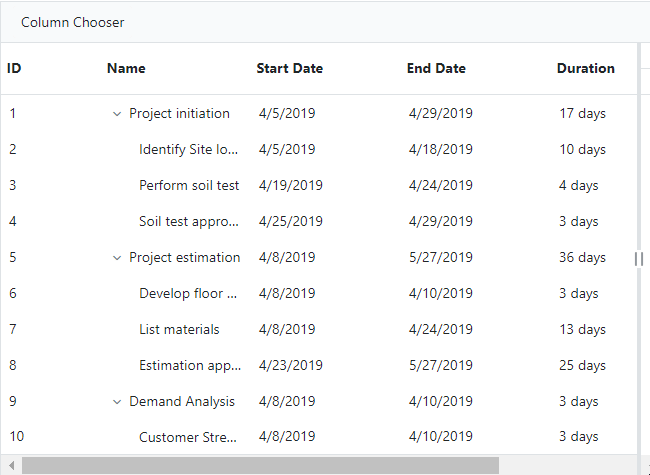 Column Chooser
ID Name Start Date End Date Duration
1 Project initiation 4/5/2019 4/29/2019 17 days
2 Identify Site lo... 4/5/2019 4/18/2019 10 days
3 Perform soil test 4/19/2019 4/24/2019 4 days
4 Soil test appro... 4/25/2019 4/29/2019 3 days
5 Project estimation 4/8/2019 5/27/2019 36 days
6 Develop floor ... 4/8/2019 4/10/2019 3 days
7 List materials 4/8/2019 4/24/2019 13 days
8 Estimation app... 4/23/2019 5/27/2019 25 days
9 Demand Analysis 4/8/2019 4/10/2019 3 days
10 Customer Stre... 4/8/2019 4/10/2019 3 days